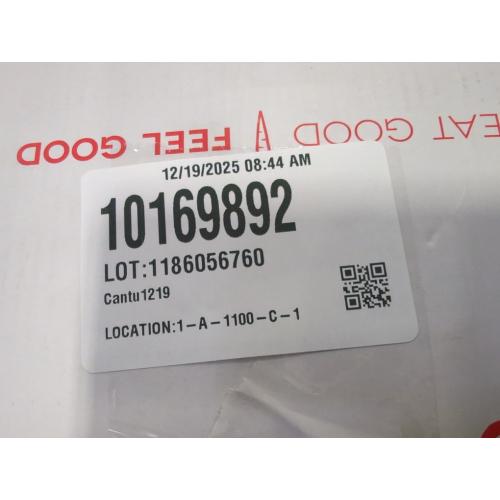 EAT GOOD FEEL GOOD
12/19/2025 08:44 AM
10169892
LOT:1186056760
Cantu1219
LOCATION:1-A-1100-C-1